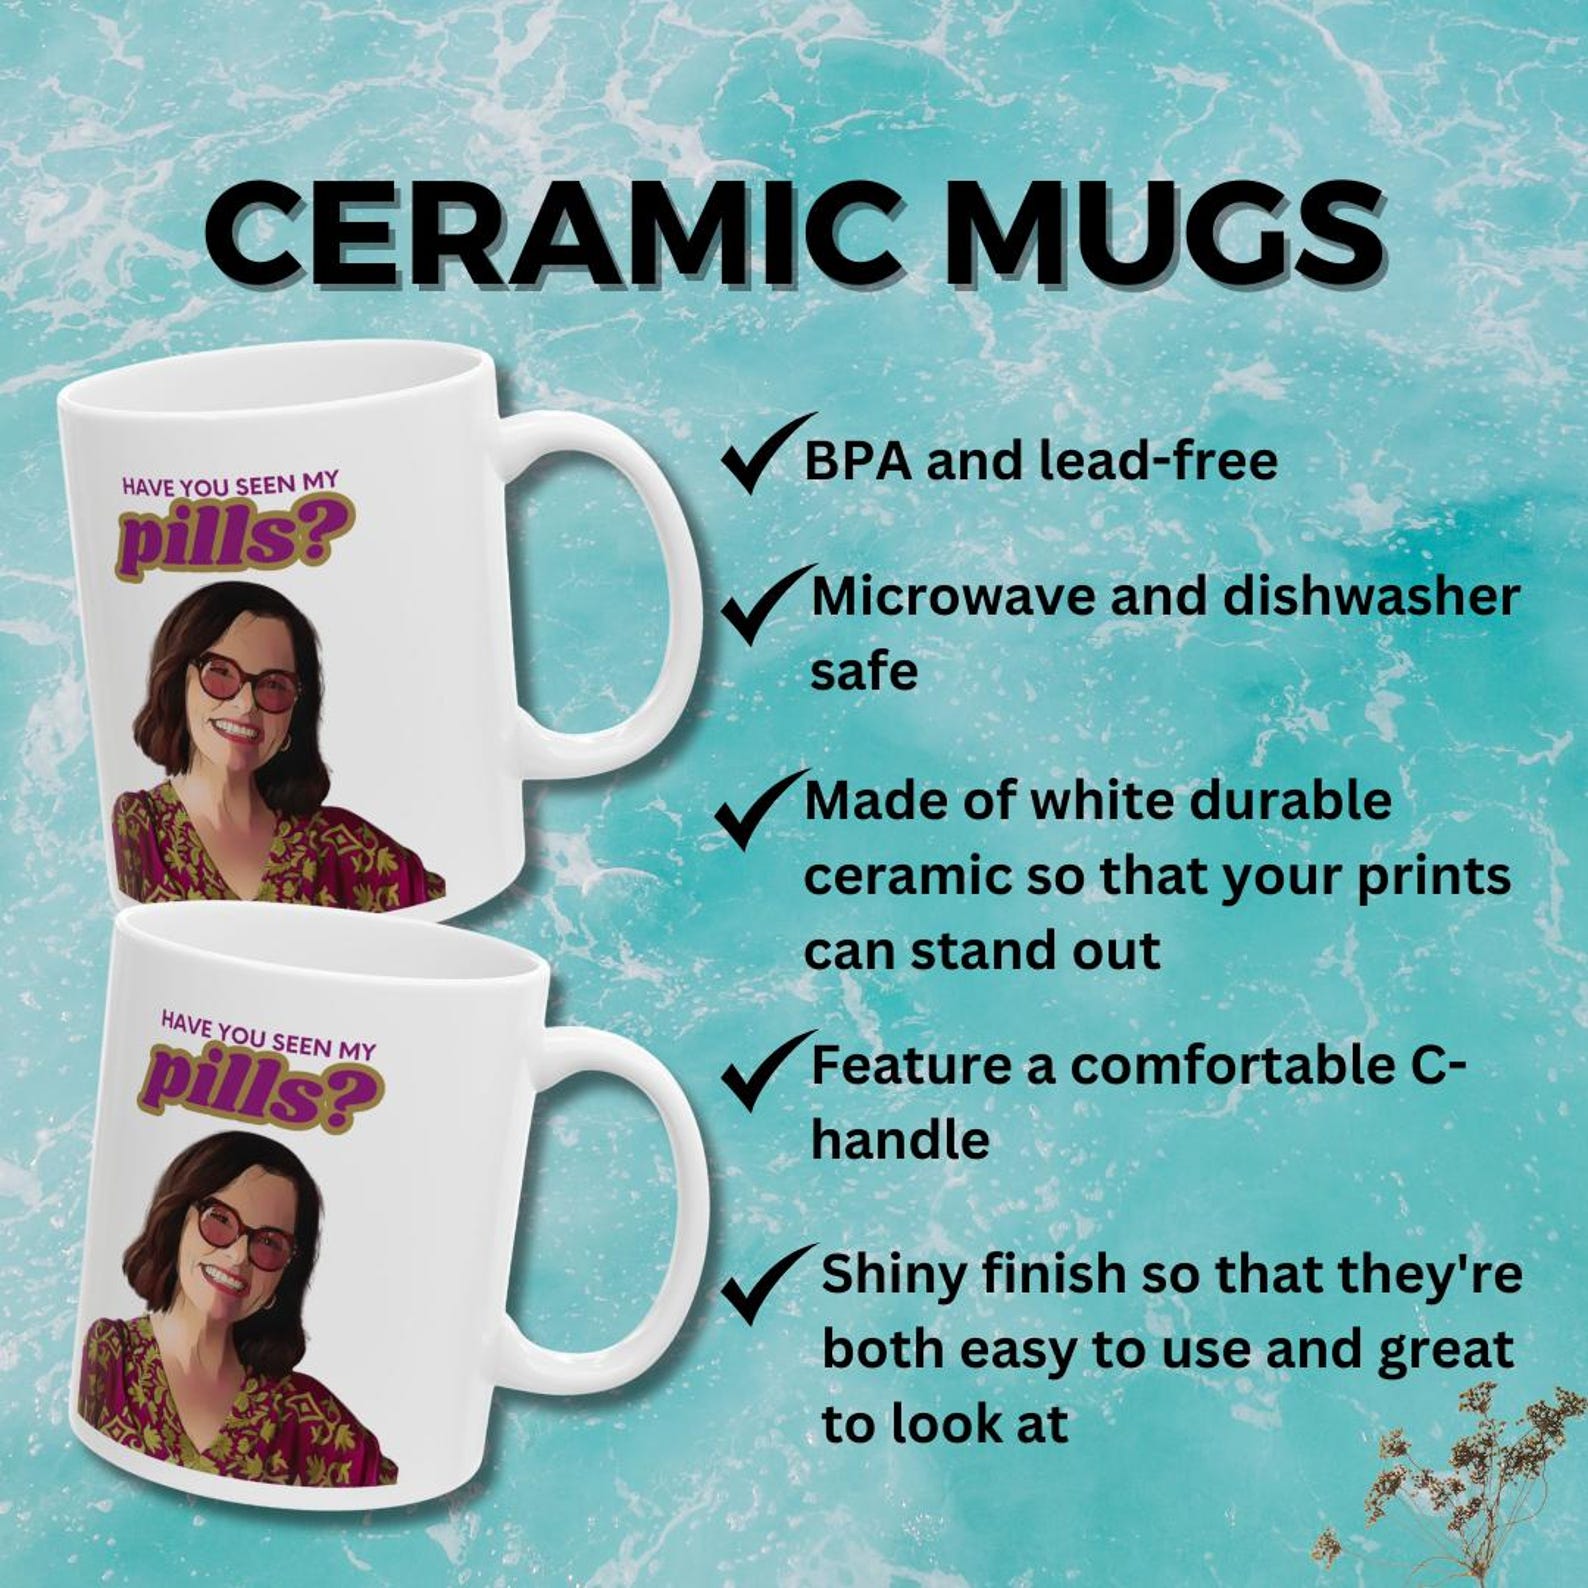 CERAMIC MUGS
HAVE YOU SEEN MY
pills?
HAVE YOU SEEN MY
pills?
BPA and lead-free
Microwave and dishwasher
safe
Made of white durable
ceramic so that your prints
can stand out
Feature a comfortable C-
handle
Shiny finish so that they're
both easy to use and great
to look at